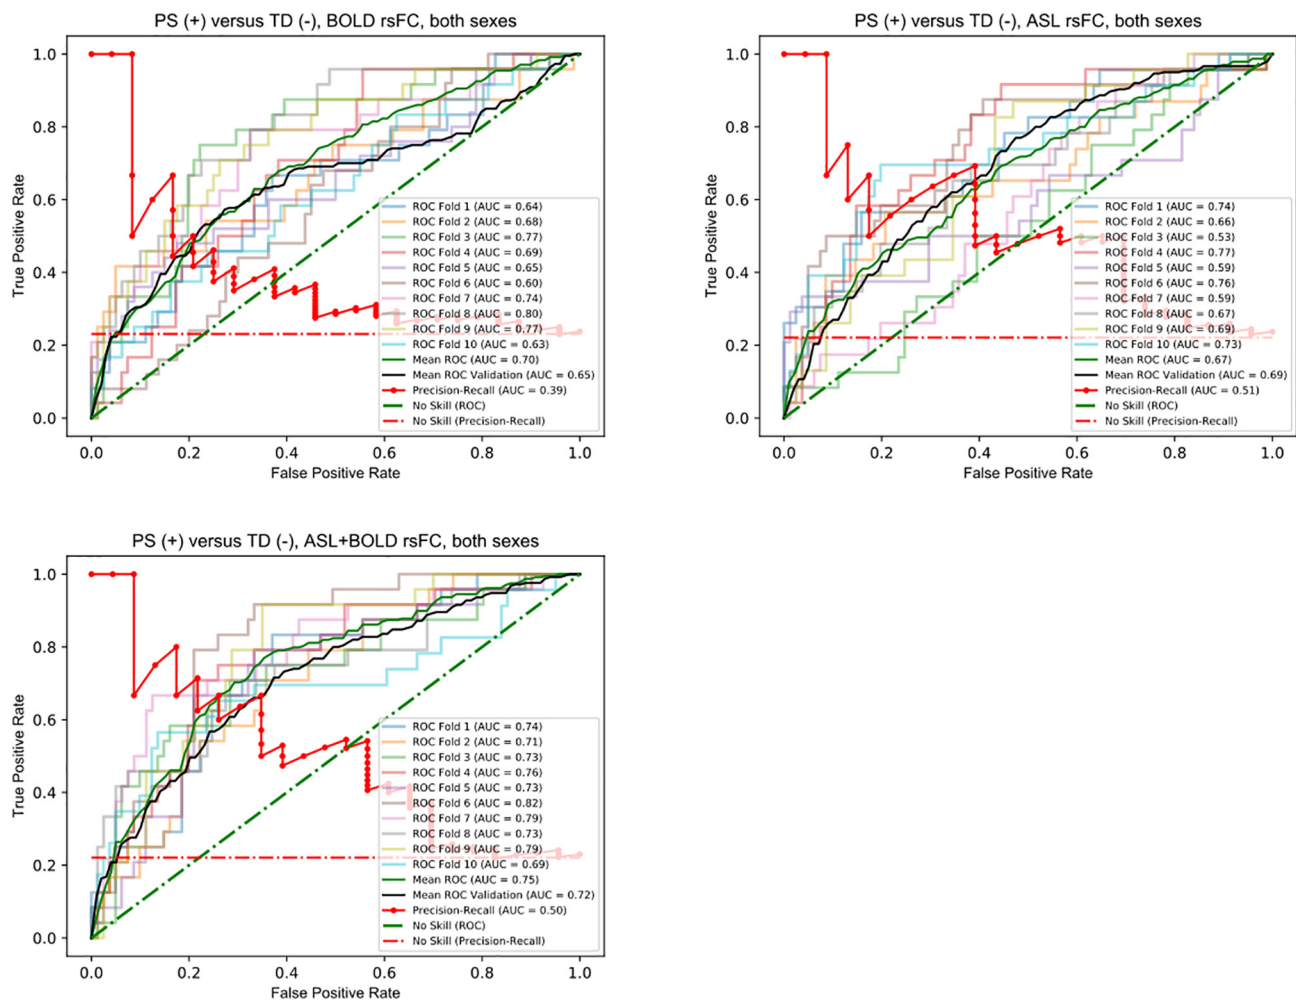 PS (+) versus TD (-), BOLD rsFC, both sexes
True Positive Rate
1.0
0.8
0.6
0.4
0.2
0.0
ROC Fold 1 (AUC = 0.64)
ROC Fold 2 (AUC = 0.68)
ROC Fold 3 (AUC = 0.77)
ROC Fold 4 (AUC = 0.69)
ROC Fold 5 (AUC = 0.65)
ROC Fold 6 (AUC = 0.60)
ROC Fold 7 (AUC = 0.74)
ROC Fold 8 (AUC = 0.80)
ROC Fold 9 (AUC = 0.77)
ROC Fold 10 (AUC = 0.63)
Mean ROC (AUC = 0.70)
Mean ROC Validation (AUC = 0.65)
Precision-Recall (AUC = 0.39)
No Skill (ROC)
No Skill (Precision-Recall)
0.0 0.2 0.4 0.6 0.8 1.0
False Positive Rate
PS (+) versus TD (-), ASL rsFC, both sexes
True Positive Rate
1.0
0.8
0.6
0.4
0.2
0.0
ROC Fold 1 (AUC = 0.74)
ROC Fold 2 (AUC = 0.66)
ROC Fold 3 (AUC = 0.53)
ROC Fold 4 (AUC = 0.77)
ROC Fold 5 (AUC = 0.59)
ROC Fold 6 (AUC = 0.76)
ROC Fold 7 (AUC = 0.59)
ROC Fold 8 (AUC = 0.67)
ROC Fold 9 (AUC = 0.69)
ROC Fold 10 (AUC = 0.73)
Mean ROC (AUC = 0.67)
Mean ROC Validation (AUC = 0.69)
Precision-Recall (AUC = 0.51)
No Skill (ROC)
No Skill (Precision-Recall)
0.0 0.2 0.4 0.6 0.8 1.0
False Positive Rate
PS (+) versus TD (-), ASL+BOLD rsFC, both sexes
True Positive Rate
1.0
0.8
0.6
0.4
0.2
0.0
ROC Fold 1 (AUC = 0.74)
ROC Fold 2 (AUC = 0.71)
ROC Fold 3 (AUC = 0.73)
ROC Fold 4 (AUC = 0.76)
ROC Fold 5 (AUC = 0.73)
ROC Fold 6 (AUC = 0.82)
ROC Fold 7 (AUC = 0.79)
ROC Fold 8 (AUC = 0.73)
ROC Fold 9 (AUC = 0.79)
ROC Fold 10 (AUC = 0.69)
Mean ROC (AUC = 0.75)
Mean ROC Validation (AUC = 0.72)
Precision-Recall (AUC = 0.50)
No Skill (ROC)
No Skill (Precision-Recall)
0.0 0.2 0.4 0.6 0.8 1.0
False Positive Rate